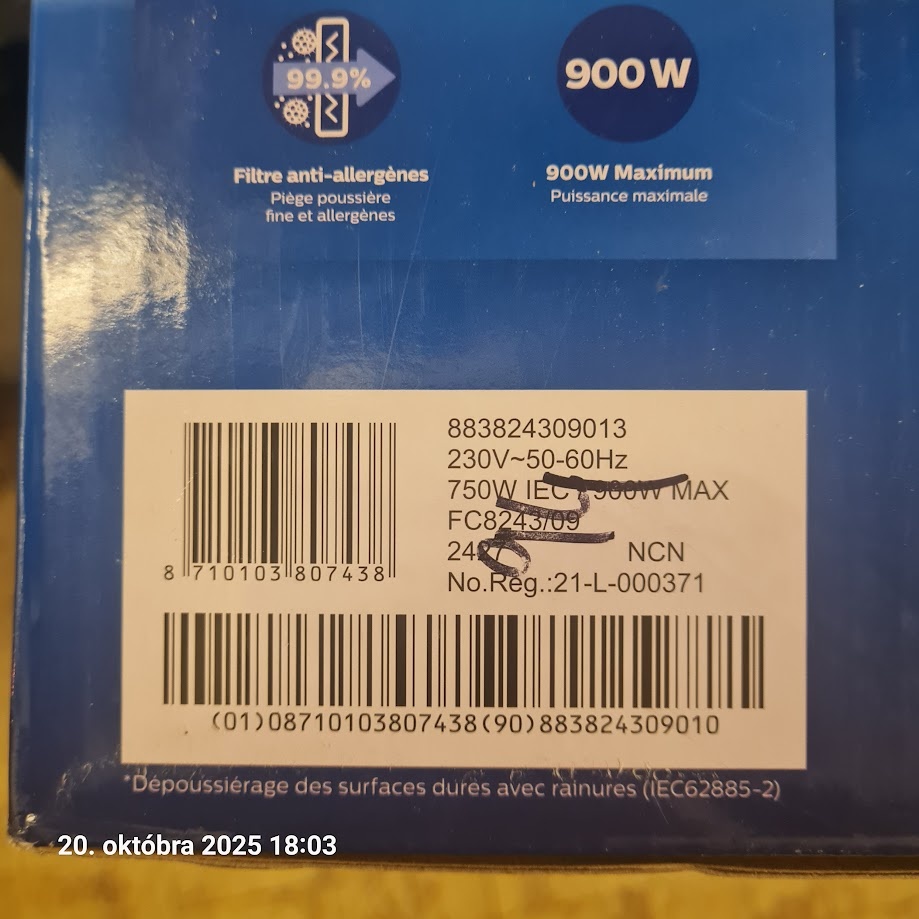 99.9%
900 W
Filtre anti-allergènes
Piège poussière
fine et allergènes
900W Maximum
Puissance maximale
883824309013
230V~50-60Hz
750W IEC / 900W MAX
FC8243/09
2427 NCN
No.Reg.:21-L-000371
8 710103 807438
(01)08710103807438(90)883824309010
*Dépoussiérage des surfaces dures avec rainures (IEC62885-2)
20. októbra 2025 18:03